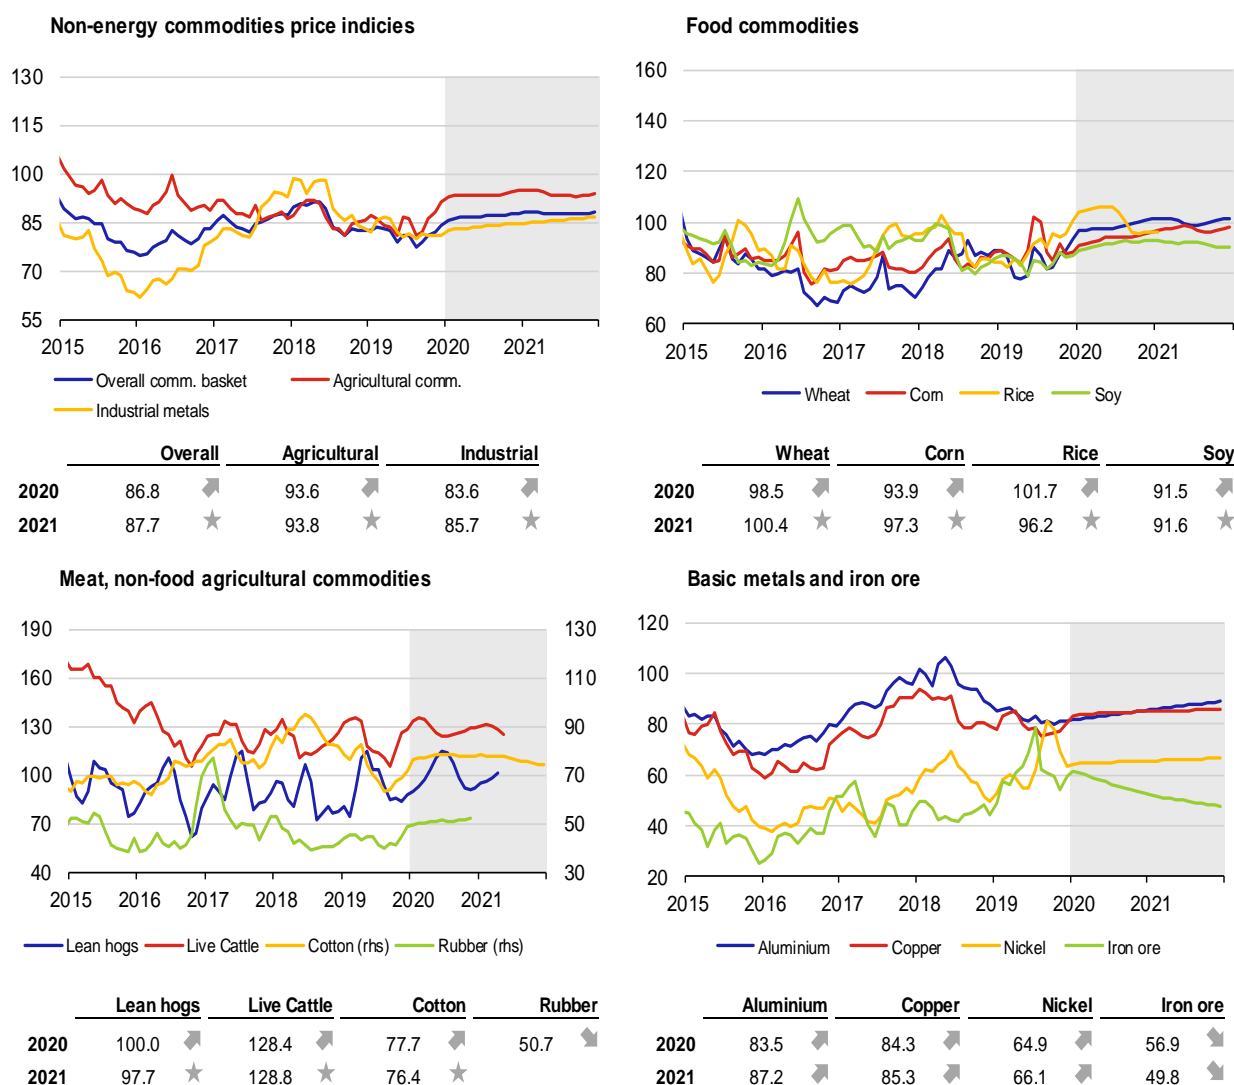 Non-energy commodities price indicies
130
115
100
85
70
55
2015 2016 2017 2018 2019 2020 2021
Overall comm. basket Agricultural comm.
Industrial metals
Overall Agricultural Industrial
2020 86.8 93.6 83.6
2021 87.7 93.8 85.7
Food commodities
160
140
120
100
80
60
2015 2016 2017 2018 2019 2020 2021
Wheat Corn Rice Soy
Wheat Corn Rice Soy
2020 98.5 93.9 101.7 91.5
2021 100.4 97.3 96.2 91.6
Meat, non-food agricultural commodities
190 130
160 110
130 90
100 70
70 50
40 30
2015 2016 2017 2018 2019 2020 2021
Lean hogs Live Cattle Cotton (rhs) Rubber (rhs)
Lean hogs Live Cattle Cotton Rubber
2020 100.0 128.4 77.7 50.7
2021 97.7 128.8 76.4
Basic metals and iron ore
120
100
80
60
40
20
2015 2016 2017 2018 2019 2020 2021
Aluminium Copper Nickel Iron ore
Aluminium Copper Nickel Iron ore
2020 83.5 84.3 64.9 56.9
2021 87.2 85.3 66.1 49.8